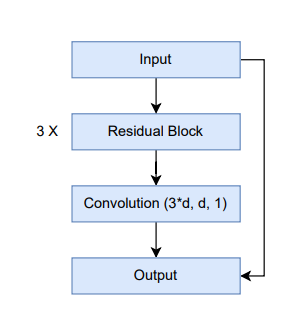 Input
3 X
Residual Block
Convolution (3*d, d, 1)
Output